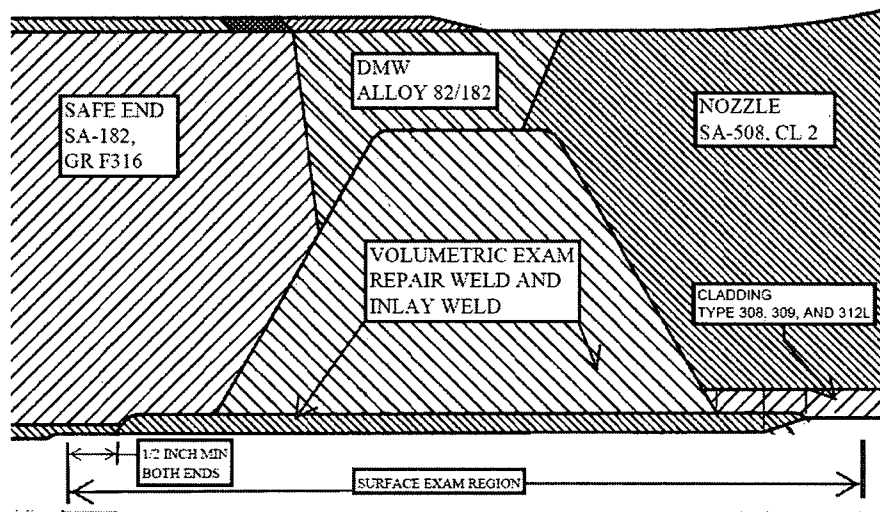 DMW
ALLOY 82/182
SAFE END
SA-182,
GR F316
NOZZLE
SA-508, CL 2
VOLUMETRIC EXAM
REPAIR WELD AND
INLAY WELD
CLADDING
TYPE 308, 309, AND 312L
1/2 INCH MIN
BOTH ENDS
SURFACE EXAM REGION